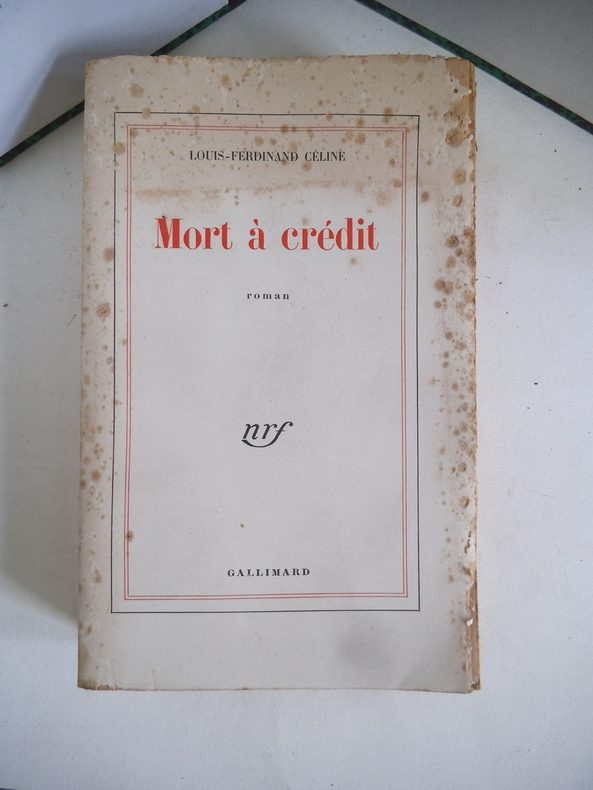 LOUIS-FERDINAND CÉLINE
Mort à crédit
roman
nrf
GALLIMARD